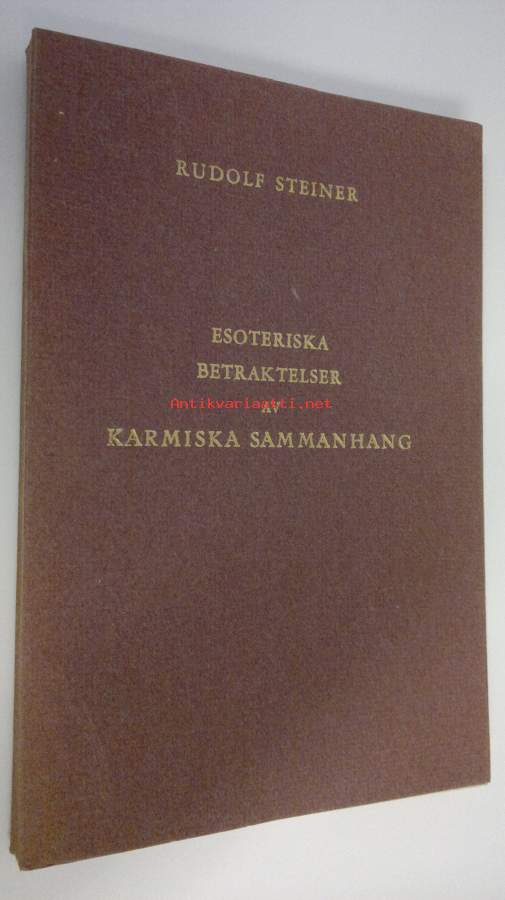 RUDOLF STEINER
ESOTERISKA
BETRAKTELSER
Antikvariaatti.net
AV
KARMISKA SAMMANHANG